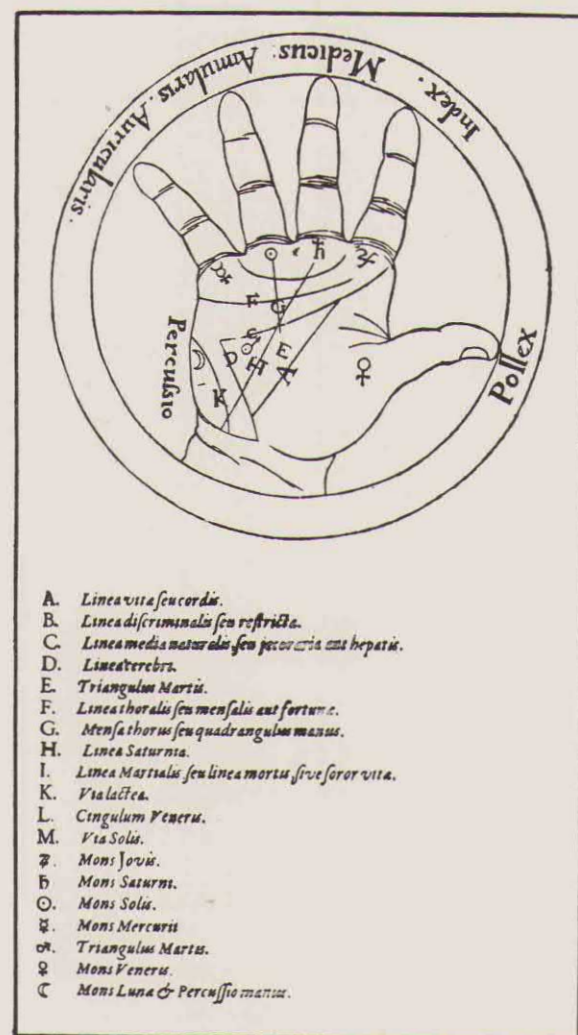 Auricularis. Annularis. Medicus. Index.
Pollex
Percuſsio
☿ ☉ ♄ ♃
F G
C
D ♂ H E A
☾ K ♀
A. Linea vita ſeu cordis.
B. Linea diſcriminalis ſeu reſtricta.
C. Linea media naturalis ſeu jecoraria aut hepatis.
D. Linea cerebri.
E. Triangulus Martis.
F. Linea thoralis ſeu menſalis aut fortunæ.
G. Menſa thorus ſeu quadrangulus manus.
H. Linea Saturnia.
I. Linea Martialis ſeu linea mortis ſive ſoror vitæ.
K. Via lactea.
L. Cingulum Veneris.
M. Via Solis.
♃. Mons Jovis.
♄ Mons Saturni.
☉. Mons Solis.
☿. Mons Mercurii
♂. Triangulus Martis.
♀ Mons Veneris.
☾ Mons Lunæ & Percuſſio manus.